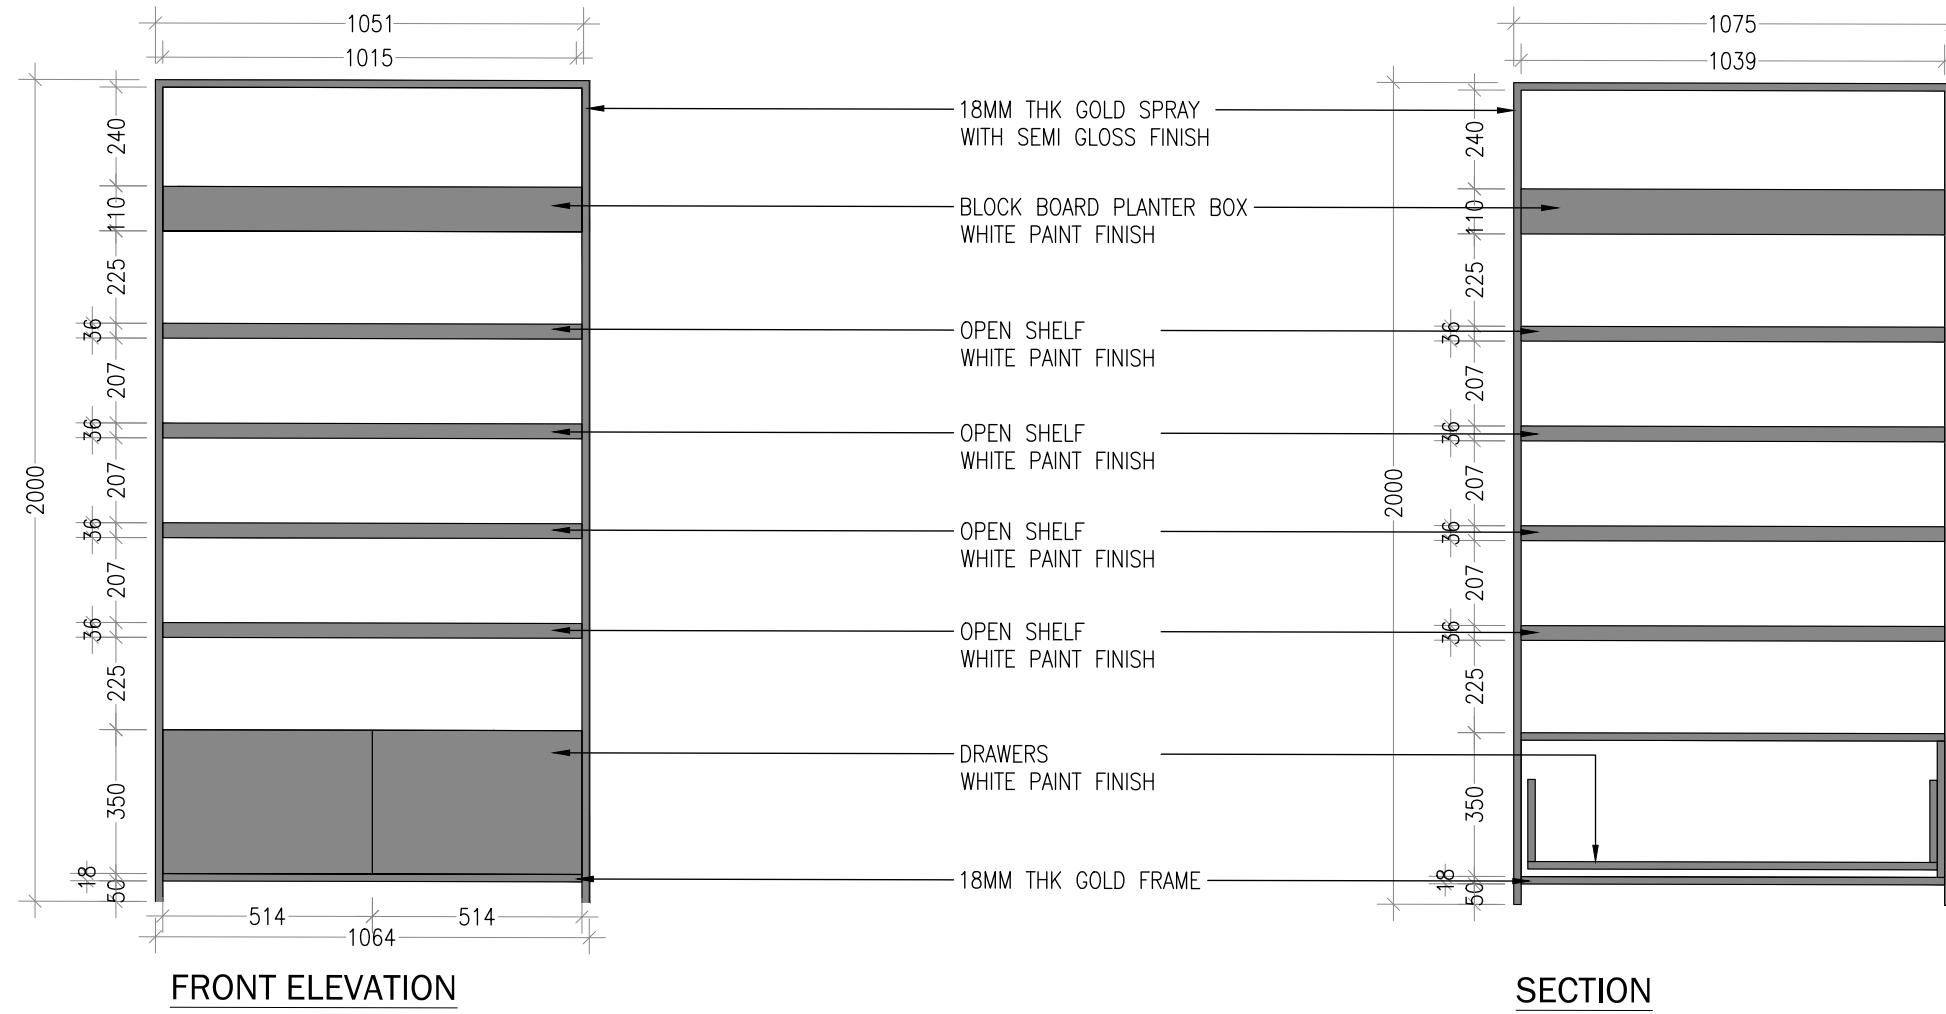 1051
1015
1075
1039
240
110
225
36
207
36
207
36
207
36
225
350
18
50
2000
514
514
1064
18MM THK GOLD SPRAY
WITH SEMI GLOSS FINISH
BLOCK BOARD PLANTER BOX
WHITE PAINT FINISH
OPEN SHELF
WHITE PAINT FINISH
OPEN SHELF
WHITE PAINT FINISH
OPEN SHELF
WHITE PAINT FINISH
OPEN SHELF
WHITE PAINT FINISH
DRAWERS
WHITE PAINT FINISH
18MM THK GOLD FRAME
2000
240
110
225
36
207
36
207
36
207
36
225
350
18
50
FRONT ELEVATION
SECTION